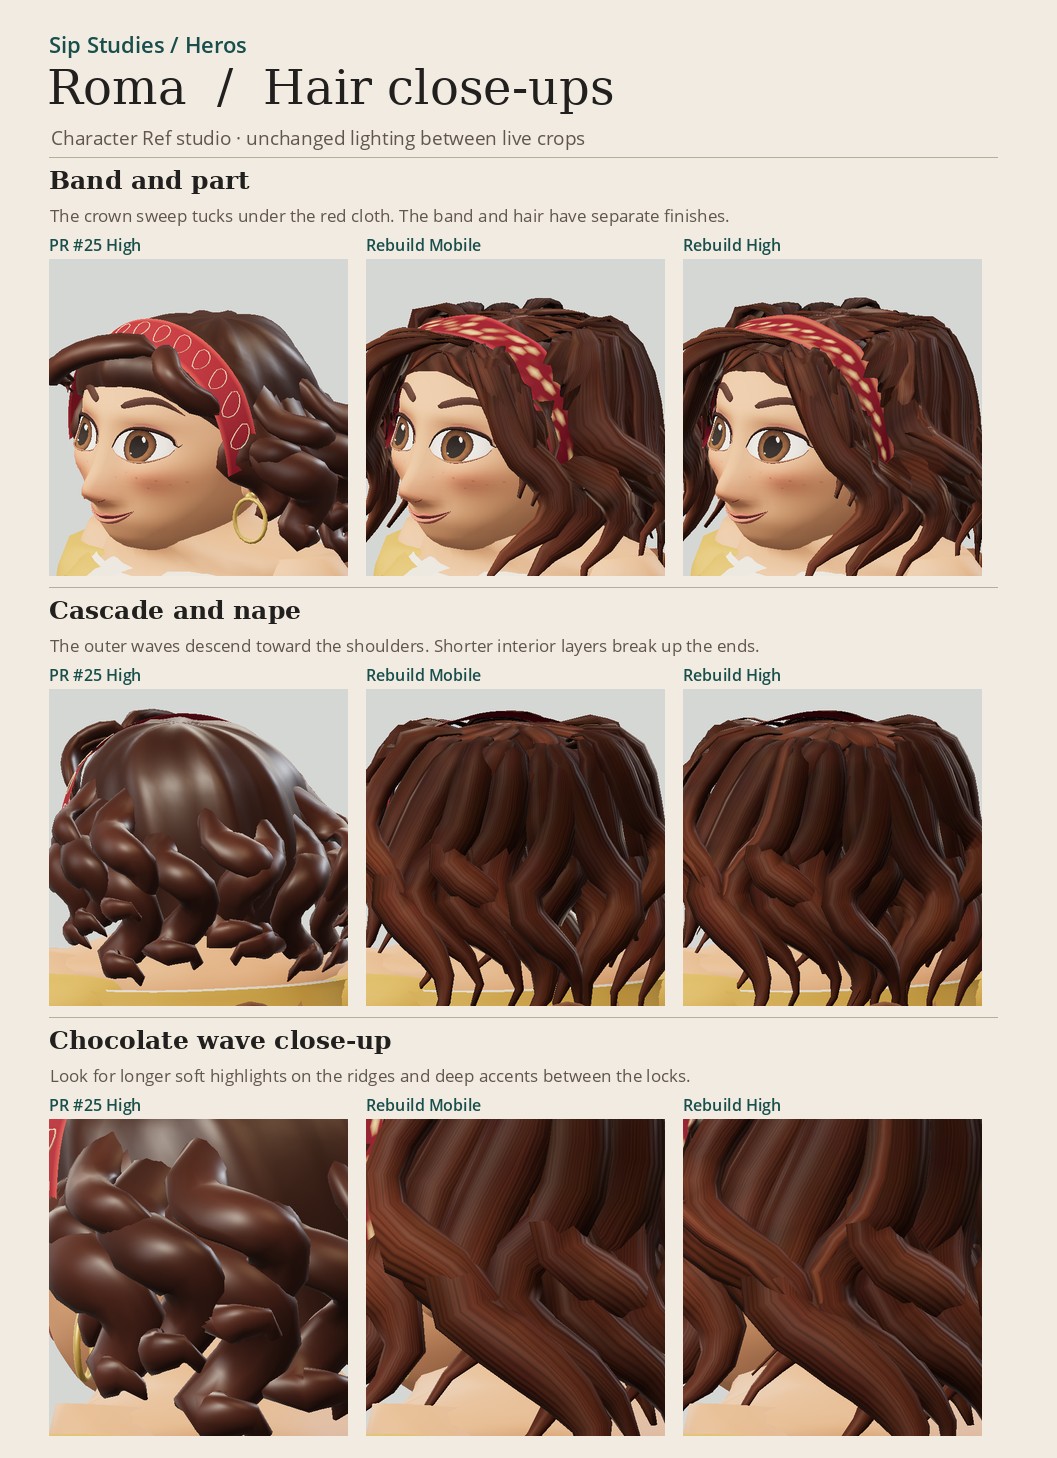 Sip Studies / Heros
Roma / Hair close-ups
Character Ref studio · unchanged lighting between live crops
Band and part
The crown sweep tucks under the red cloth. The band and hair have separate finishes.
PR #25 High
Rebuild Mobile
Rebuild High
Cascade and nape
The outer waves descend toward the shoulders. Shorter interior layers break up the ends.
PR #25 High
Rebuild Mobile
Rebuild High
Chocolate wave close-up
Look for longer soft highlights on the ridges and deep accents between the locks.
PR #25 High
Rebuild Mobile
Rebuild High